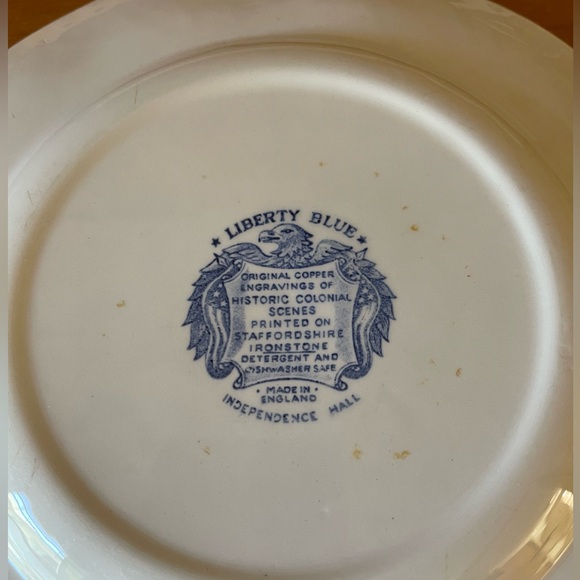 ★ LIBERTY BLUE ★
ORIGINAL COPPER
ENGRAVINGS OF
HISTORIC COLONIAL
SCENES
PRINTED ON
STAFFORDSHIRE
IRONSTONE
DETERGENT AND
DISHWASHER SAFE
• MADE IN •
ENGLAND
INDEPENDENCE HALL